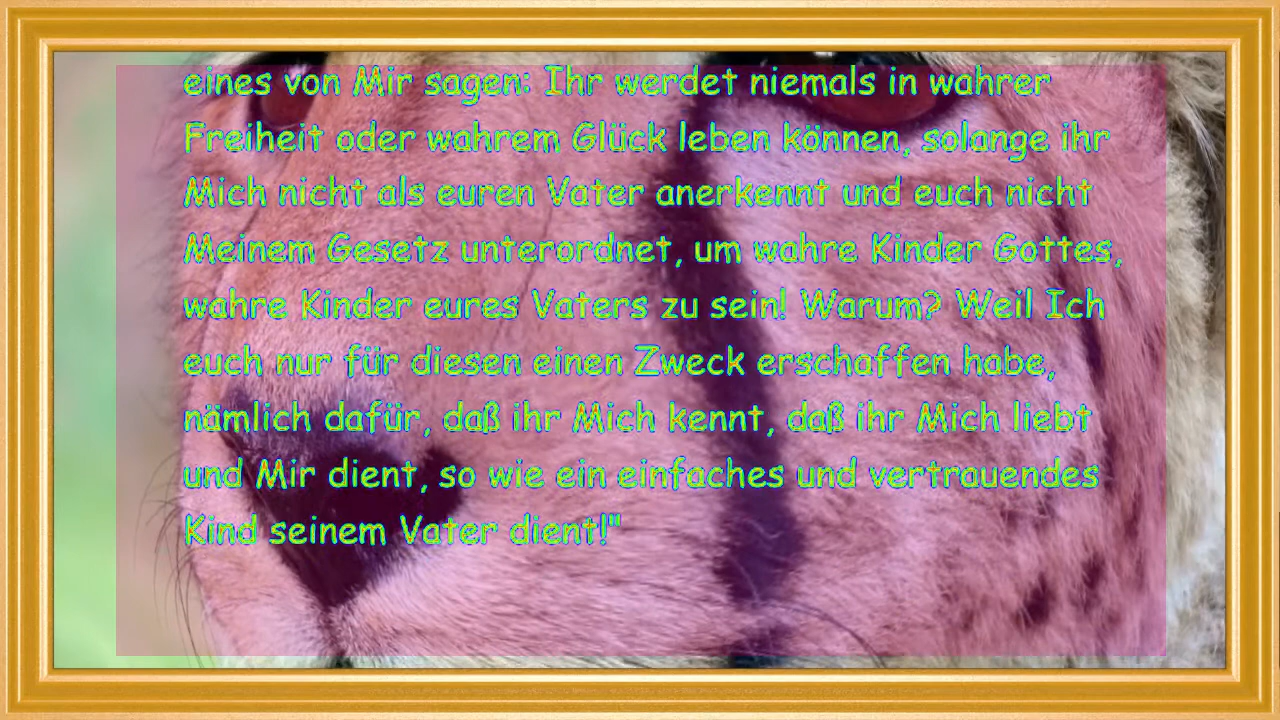 eines von Mir sagen: Ihr werdet niemals in wahrer
Freiheit oder wahrem Glück leben können, solange ihr
Mich nicht als euren Vater anerkennt und euch nicht
Meinem Gesetz unterordnet, um wahre Kinder Gottes,
wahre Kinder eures Vaters zu sein! Warum? Weil Ich
euch nur für diesen einen Zweck erschaffen habe,
nämlich dafür, daß ihr Mich kennt, daß ihr Mich liebt
und Mir dient, so wie ein einfaches und vertrauendes
Kind seinem Vater dient!"